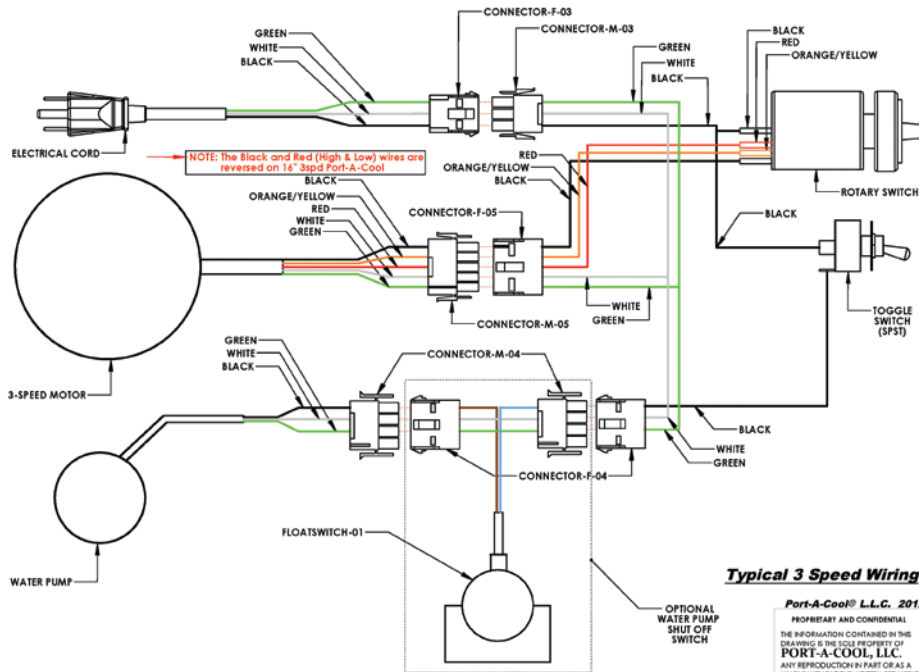 CONNECTOR-F-03
CONNECTOR-M-03
GREEN
WHITE
BLACK
GREEN
WHITE
BLACK
BLACK
RED
ORANGE/YELLOW
ELECTRICAL CORD
NOTE: The Black and Red (High & Low) wires are
reversed on 16" 3spd Port-A-Cool
ROTARY SWITCH
RED
ORANGE/YELLOW
BLACK
BLACK
ORANGE/YELLOW
RED
WHITE
GREEN
CONNECTOR-F-05
BLACK
WHITE
GREEN
CONNECTOR-M-05
TOGGLE
SWITCH
(SPST)
3-SPEED MOTOR
GREEN
WHITE
BLACK
CONNECTOR-M-04
BLACK
WHITE
GREEN
CONNECTOR-F-04
FLOATSWITCH-01
WATER PUMP
OPTIONAL
WATER PUMP
SHUT OFF
SWITCH
Typical 3 Speed Wiring
Port-A-Cool® L.L.C. 201
PROPRIETARY AND CONFIDENTIAL
THE INFORMATION CONTAINED IN THIS
DRAWING IS THE SOLE PROPERTY OF
PORT-A-COOL, LLC.
ANY REPRODUCTION IN PART OR AS A